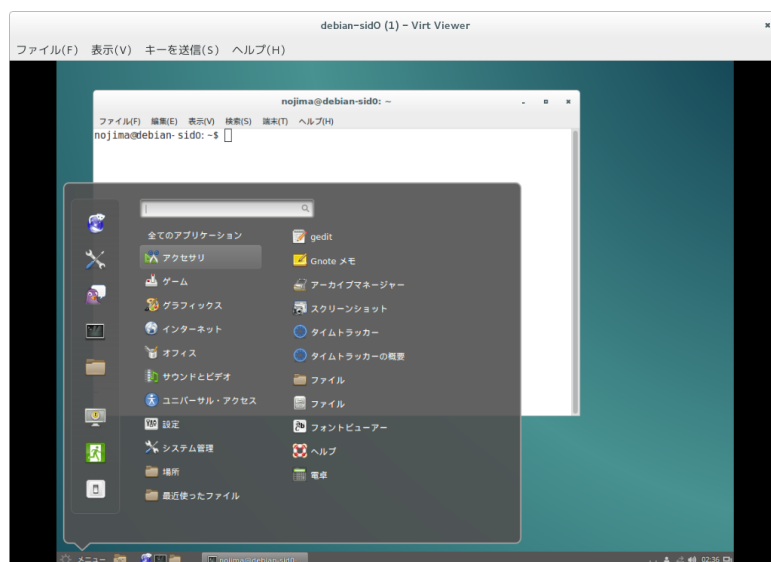 debian-sid0 (1) – Virt Viewer
ファイル(F) 表示(V) キーを送信(S) ヘルプ(H)
nojima@debian-sid0: ~
ファイル(F) 編集(E) 表示(V) 検索(S) 端末(T) ヘルプ(H)
nojima@debian-sid0:~$
全てのアプリケーション
アクセサリ
ゲーム
グラフィックス
インターネット
オフィス
サウンドとビデオ
ユニバーサル・アクセス
設定
システム管理
場所
最近使ったファイル
gedit
Gnote メモ
アーカイブマネージャー
スクリーンショット
タイムトラッカー
タイムトラッカーの概要
ファイル
ファイル
フォントビューアー
ヘルプ
電卓
メニュー nojima@debian-sid0: 02:36